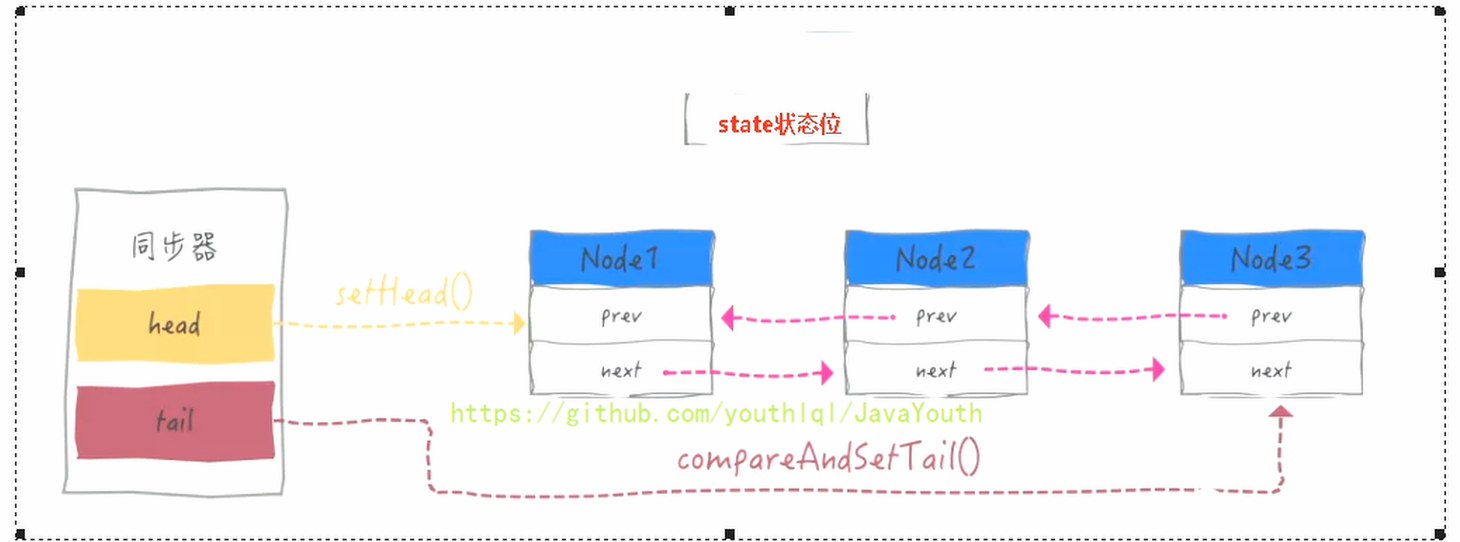 state状态位
同步器
head
tail
setHead()
Node1
prev
next
Node2
prev
next
Node3
prev
next
https://github.com/youthlql/JavaYouth
compareAndSetTail()